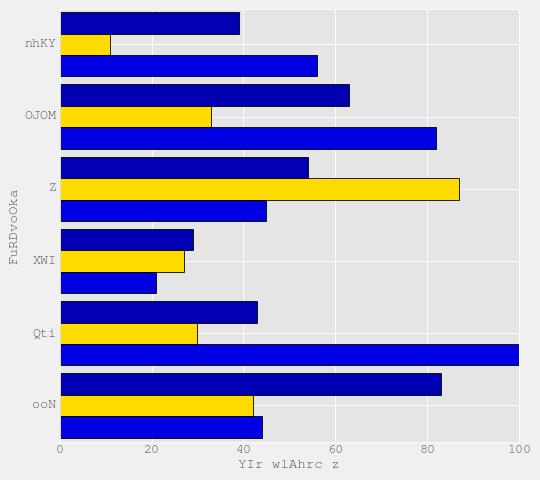 nhKY
OJOM
Z
XWI
Qti
ooN
FuRDvoOka
0 20 40 60 80 100
YIr wlAhrc z